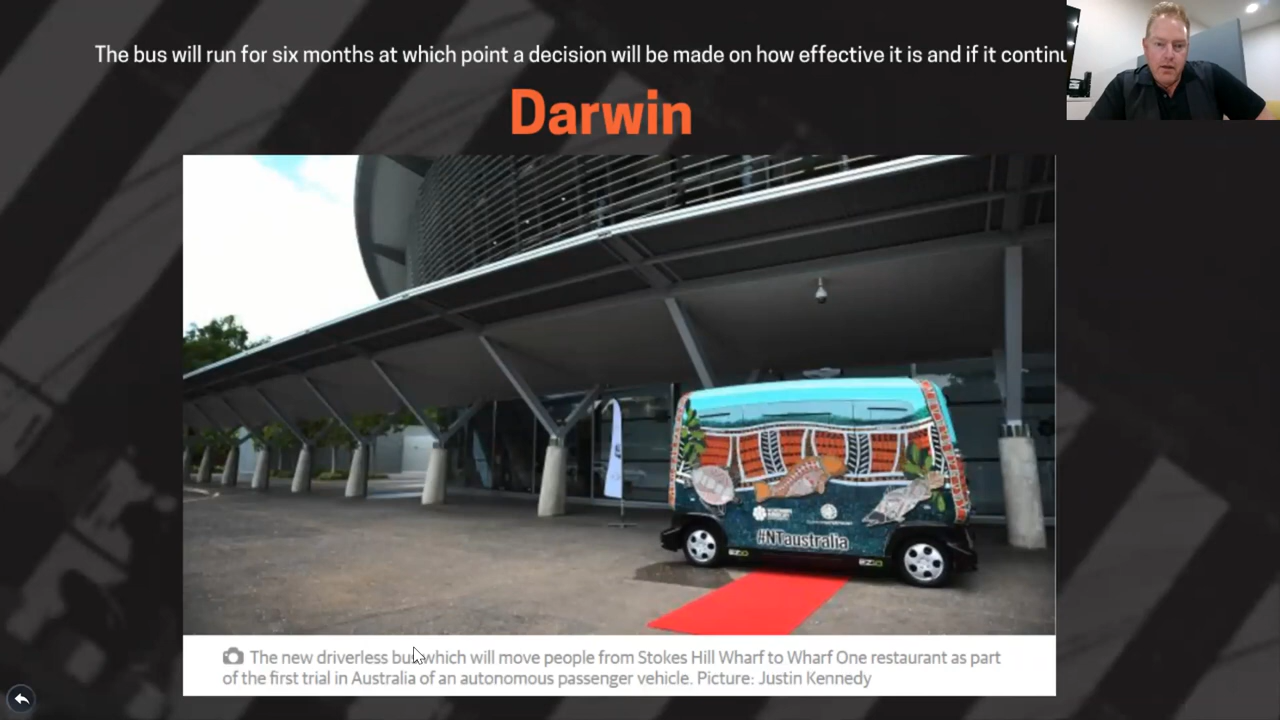 The bus will run for six months at which point a decision will be made on how effective it is and if it continu
Darwin
#NTaustralia
EZ10
EZ10
The new driverless bus which will move people from Stokes Hill Wharf to Wharf One restaurant as part
of the first trial in Australia of an autonomous passenger vehicle. Picture: Justin Kennedy